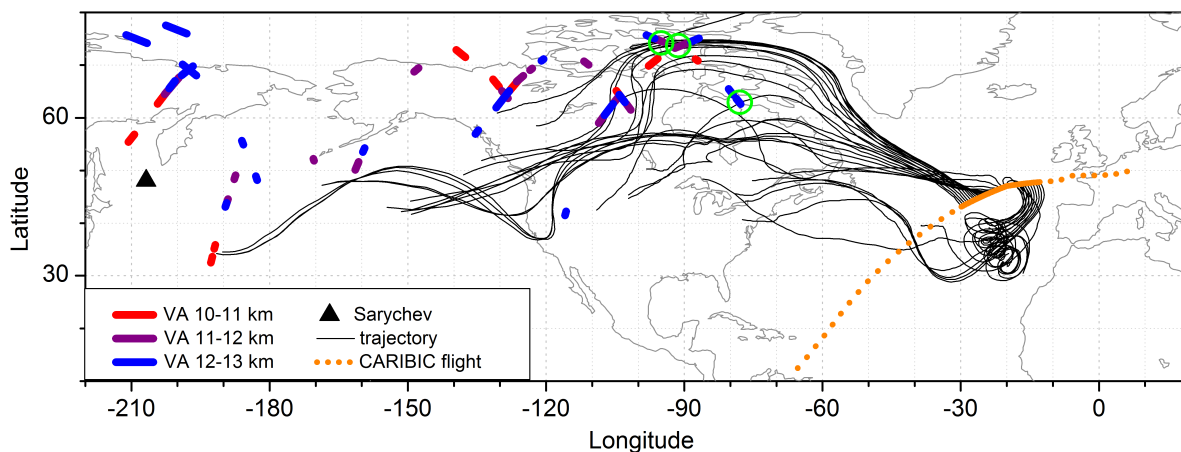 60
30
Latitude
VA 10-11 km
Sarychev
VA 11-12 km
trajectory
VA 12-13 km
CARIBIC flight
-210 -180 -150 -120 -90 -60 -30 0
Longitude